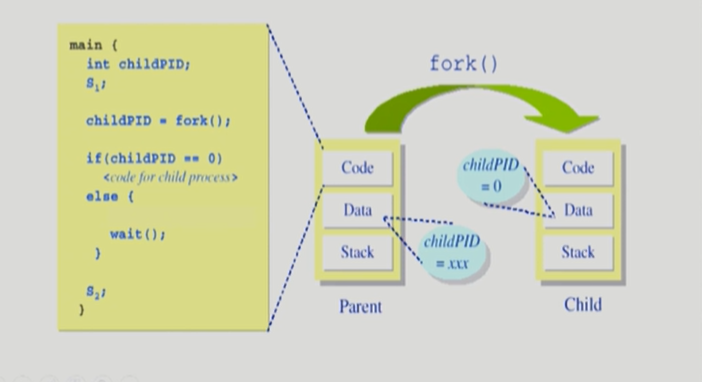 main {
int childPID;
S₁;
childPID = fork();
if(childPID == 0)
<code for child process>
else {
wait();
}
S₂;
}
fork()
Code
Data
Stack
Parent
childPID
= xxx
childPID
= 0
Code
Data
Stack
Child